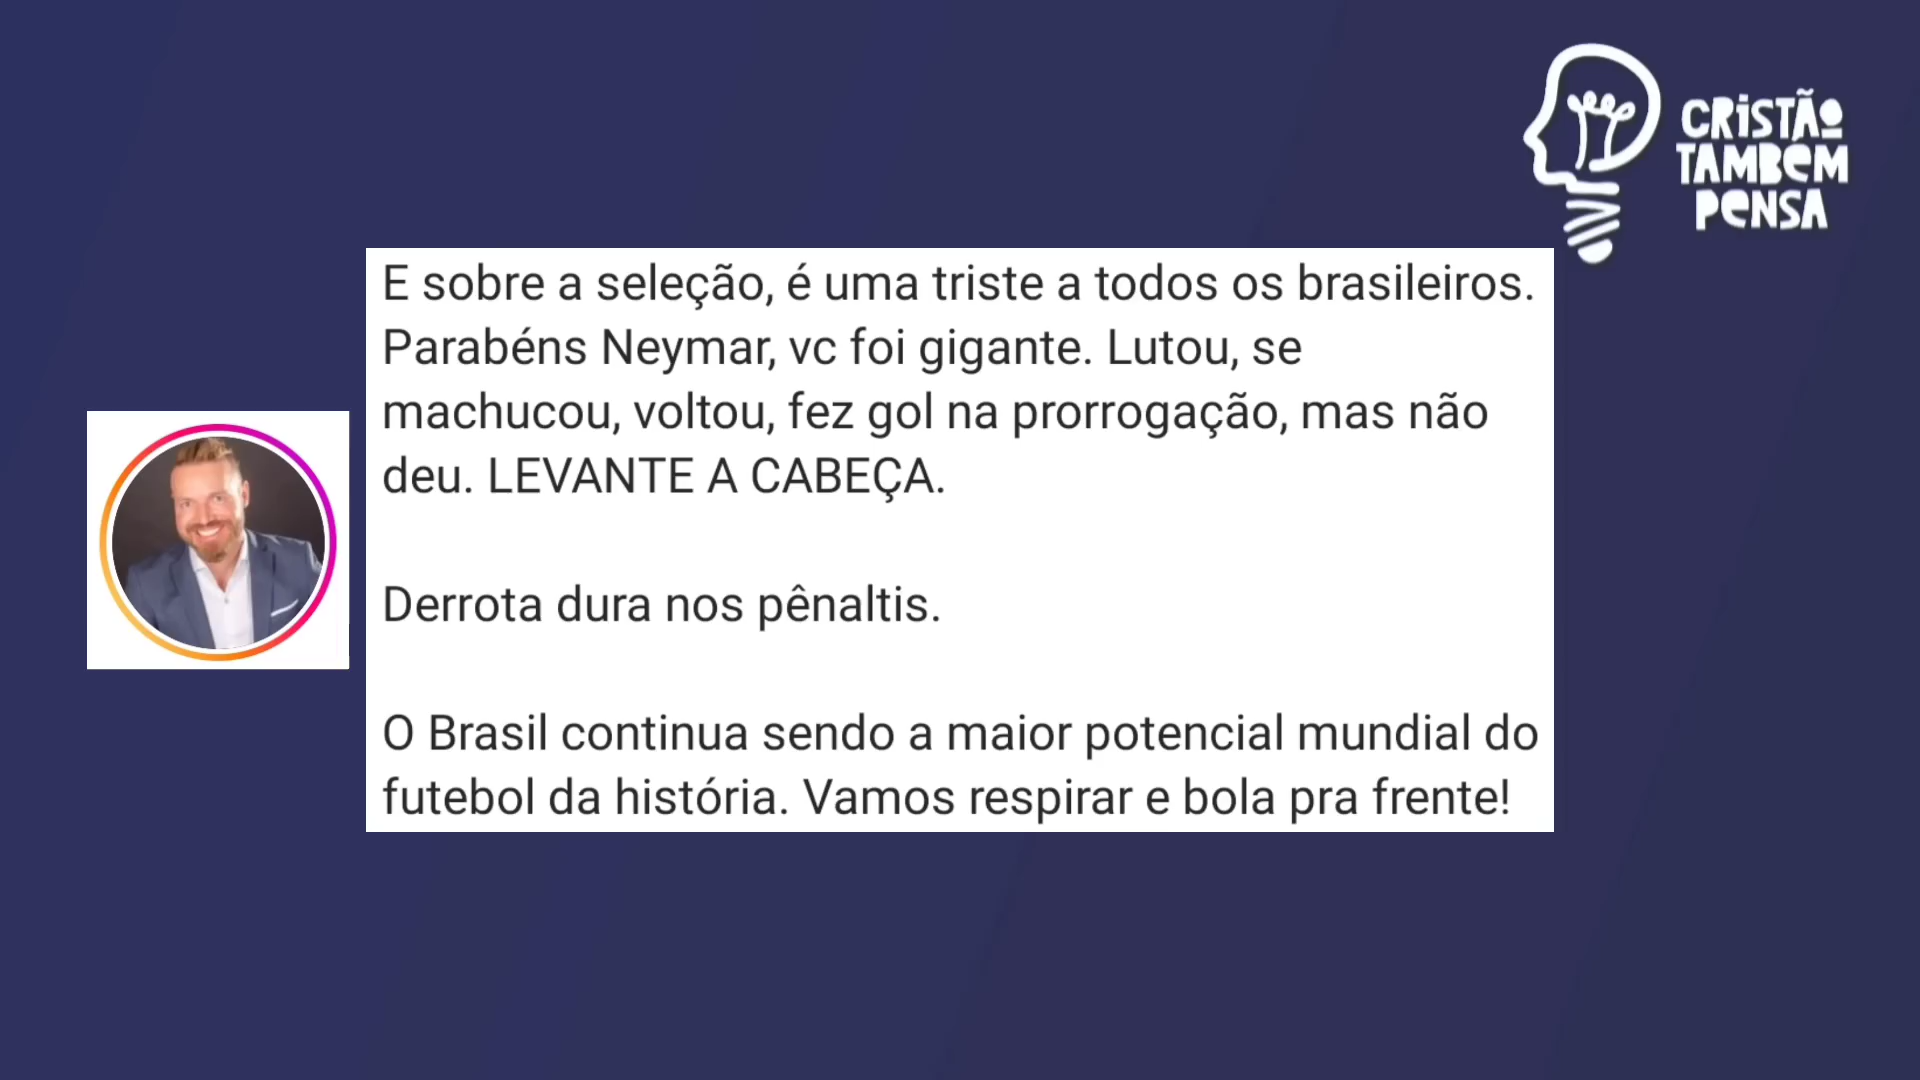 CRISTÃO
TAMBÉM
PENSA
E sobre a seleção, é uma triste a todos os brasileiros.
Parabéns Neymar, vc foi gigante. Lutou, se
machucou, voltou, fez gol na prorrogação, mas não
deu. LEVANTE A CABEÇA.
Derrota dura nos pênaltis.
O Brasil continua sendo a maior potencial mundial do
futebol da história. Vamos respirar e bola pra frente!